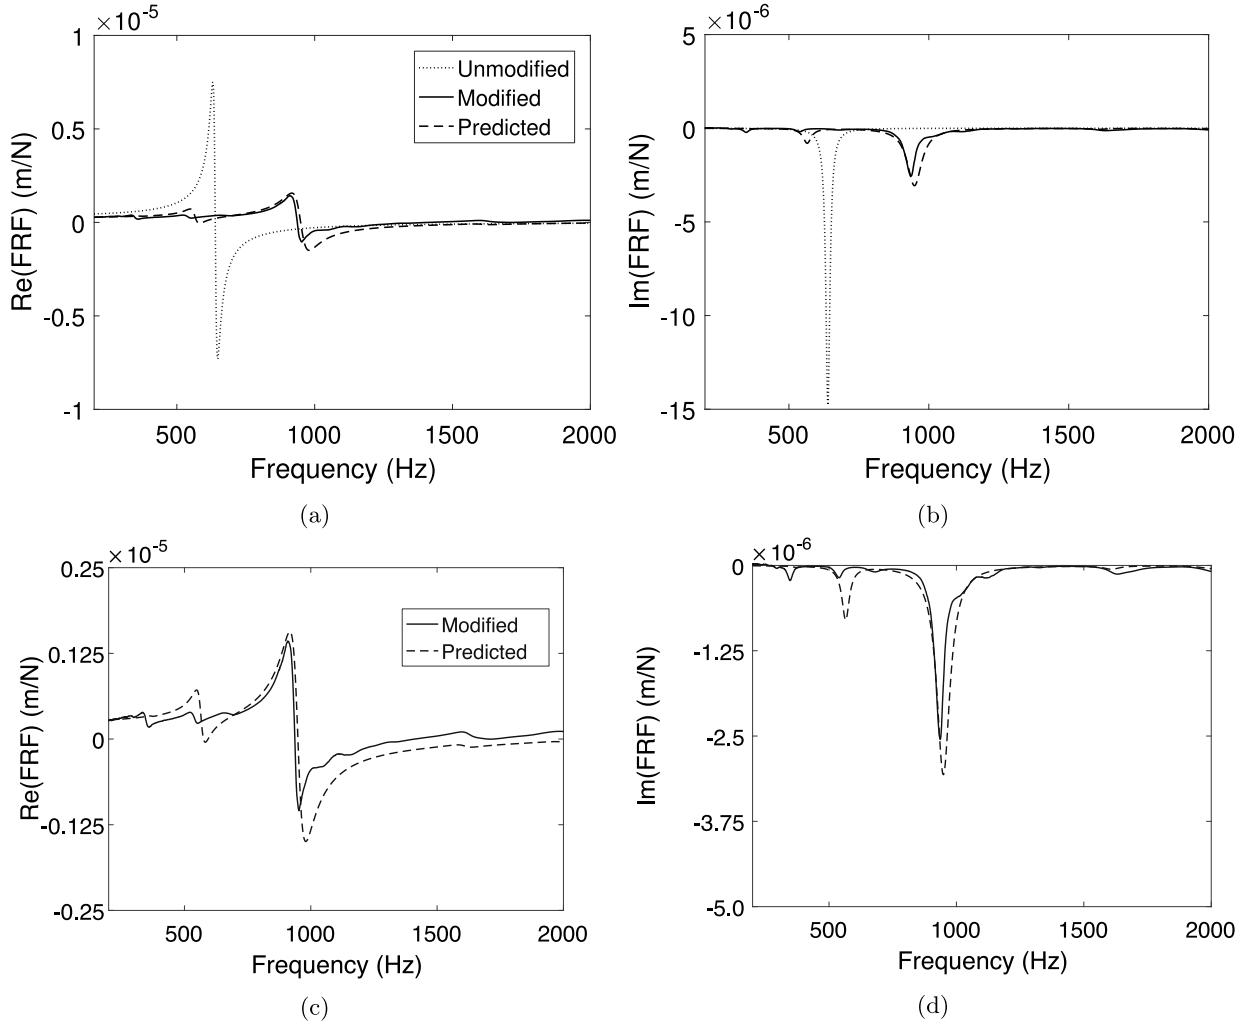 ×10^-5
1
0.5
0
-0.5
-1
Re(FRF) (m/N)
Unmodified
Modified
Predicted
500 1000 1500 2000
Frequency (Hz)
(a)
×10^-6
5
0
-5
-10
-15
Im(FRF) (m/N)
500 1000 1500 2000
Frequency (Hz)
(b)
×10^-5
0.25
0.125
0
-0.125
-0.25
Re(FRF) (m/N)
Modified
Predicted
500 1000 1500 2000
Frequency (Hz)
(c)
×10^-6
0
-1.25
-2.5
-3.75
-5.0
Im(FRF) (m/N)
500 1000 1500 2000
Frequency (Hz)
(d)